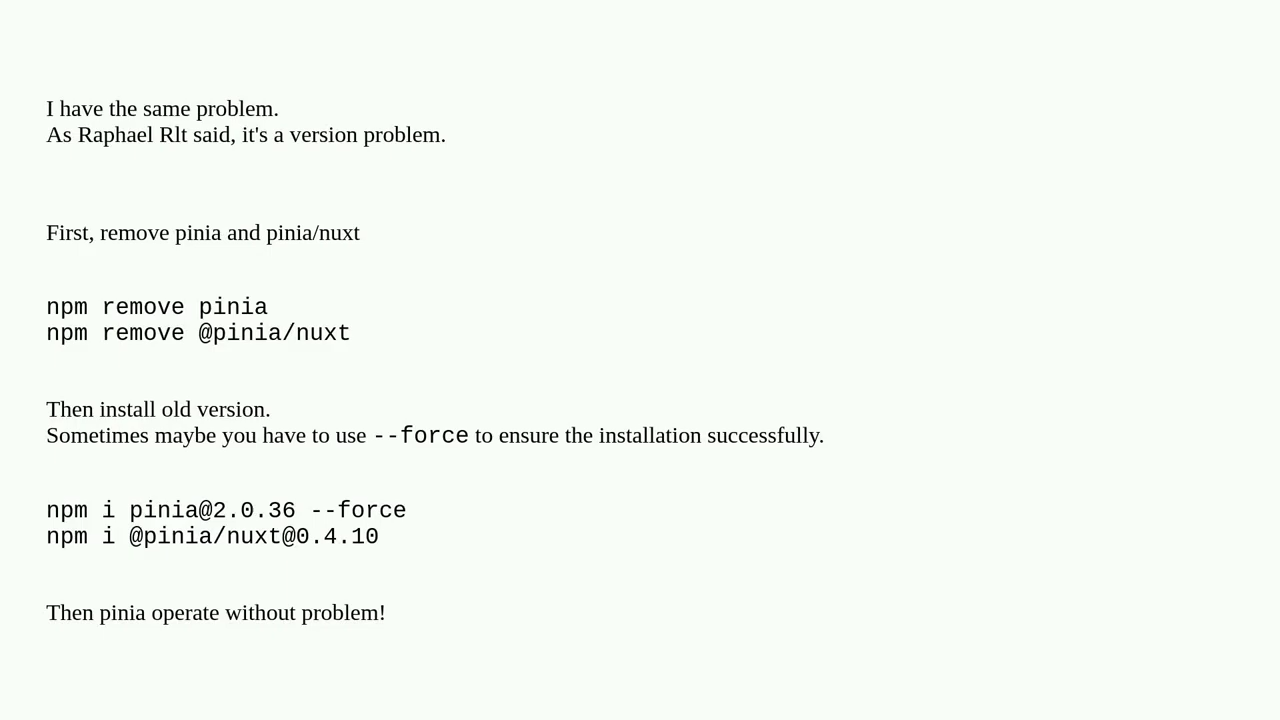 I have the same problem.
As Raphael Rlt said, it's a version problem.
First, remove pinia and pinia/nuxt
npm remove pinia
npm remove @pinia/nuxt
Then install old version.
Sometimes maybe you have to use --force to ensure the installation successfully.
npm i pinia@2.0.36 --force
npm i @pinia/nuxt@0.4.10
Then pinia operate without problem!